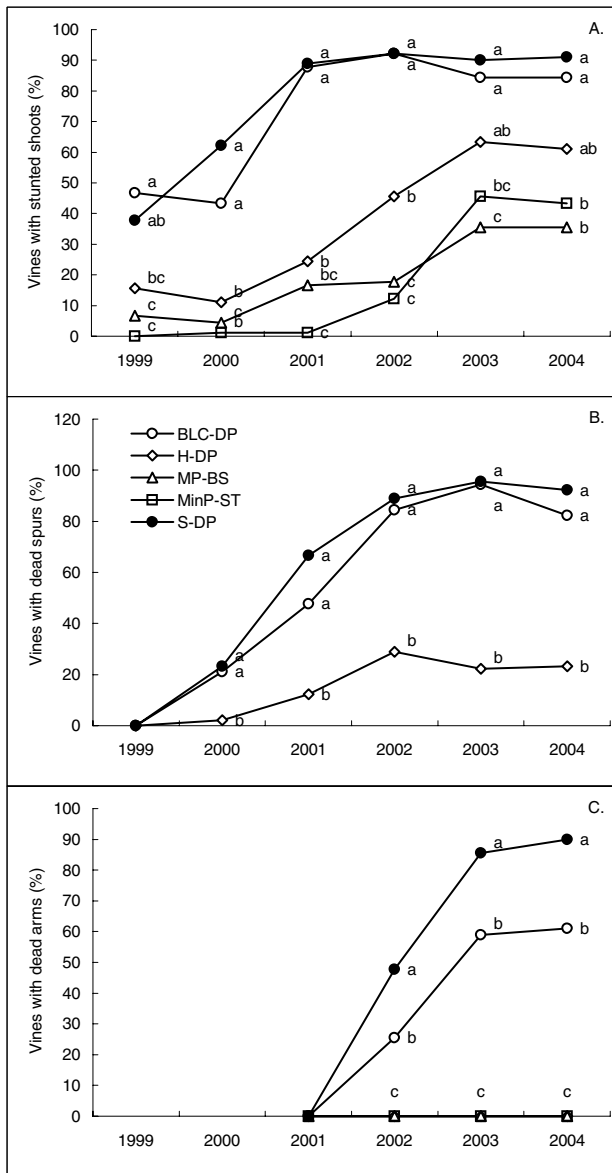 A.
Vines with stunted shoots (%)
100
90
80
70
60
50
40
30
20
10
0
a a a a
a a a a
a
a
ab
ab ab
b
b
bc b
bc
b
c
b
bc
c
c
c
c
b
c
c
1999 2000 2001 2002 2003 2004
B.
Vines with dead spurs (%)
120
100
80
60
40
20
0
BLC-DP
H-DP
MP-BS
MinP-ST
S-DP
a a a
a a a
a
a
a
a
b b b
b
b
1999 2000 2001 2002 2003 2004
C.
Vines with dead arms (%)
100
90
80
70
60
50
40
30
20
10
0
a a
a
b b
b
c c c
1999 2000 2001 2002 2003 2004